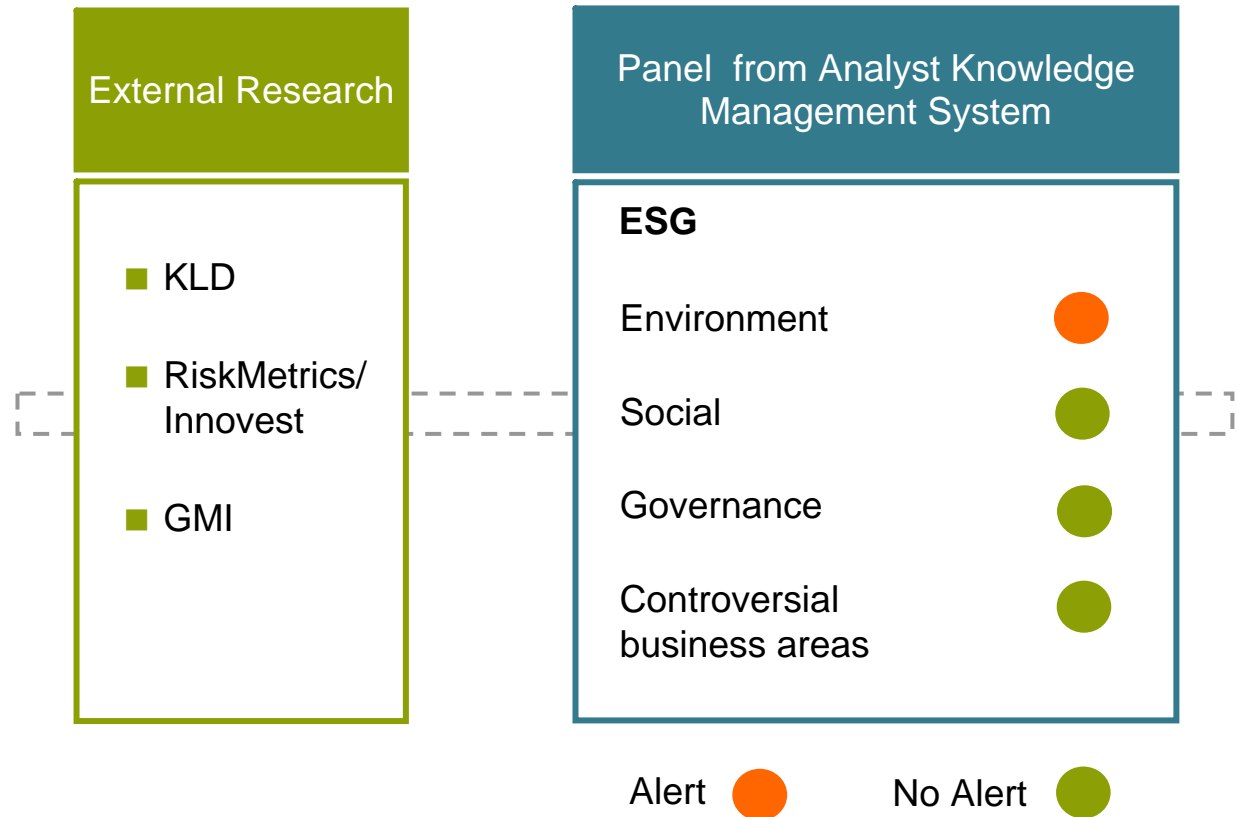 External Research
KLD
RiskMetrics/
Innovest
GMI
Panel from Analyst Knowledge
Management System
ESG
Environment
Social
Governance
Controversial
business areas
Alert
No Alert